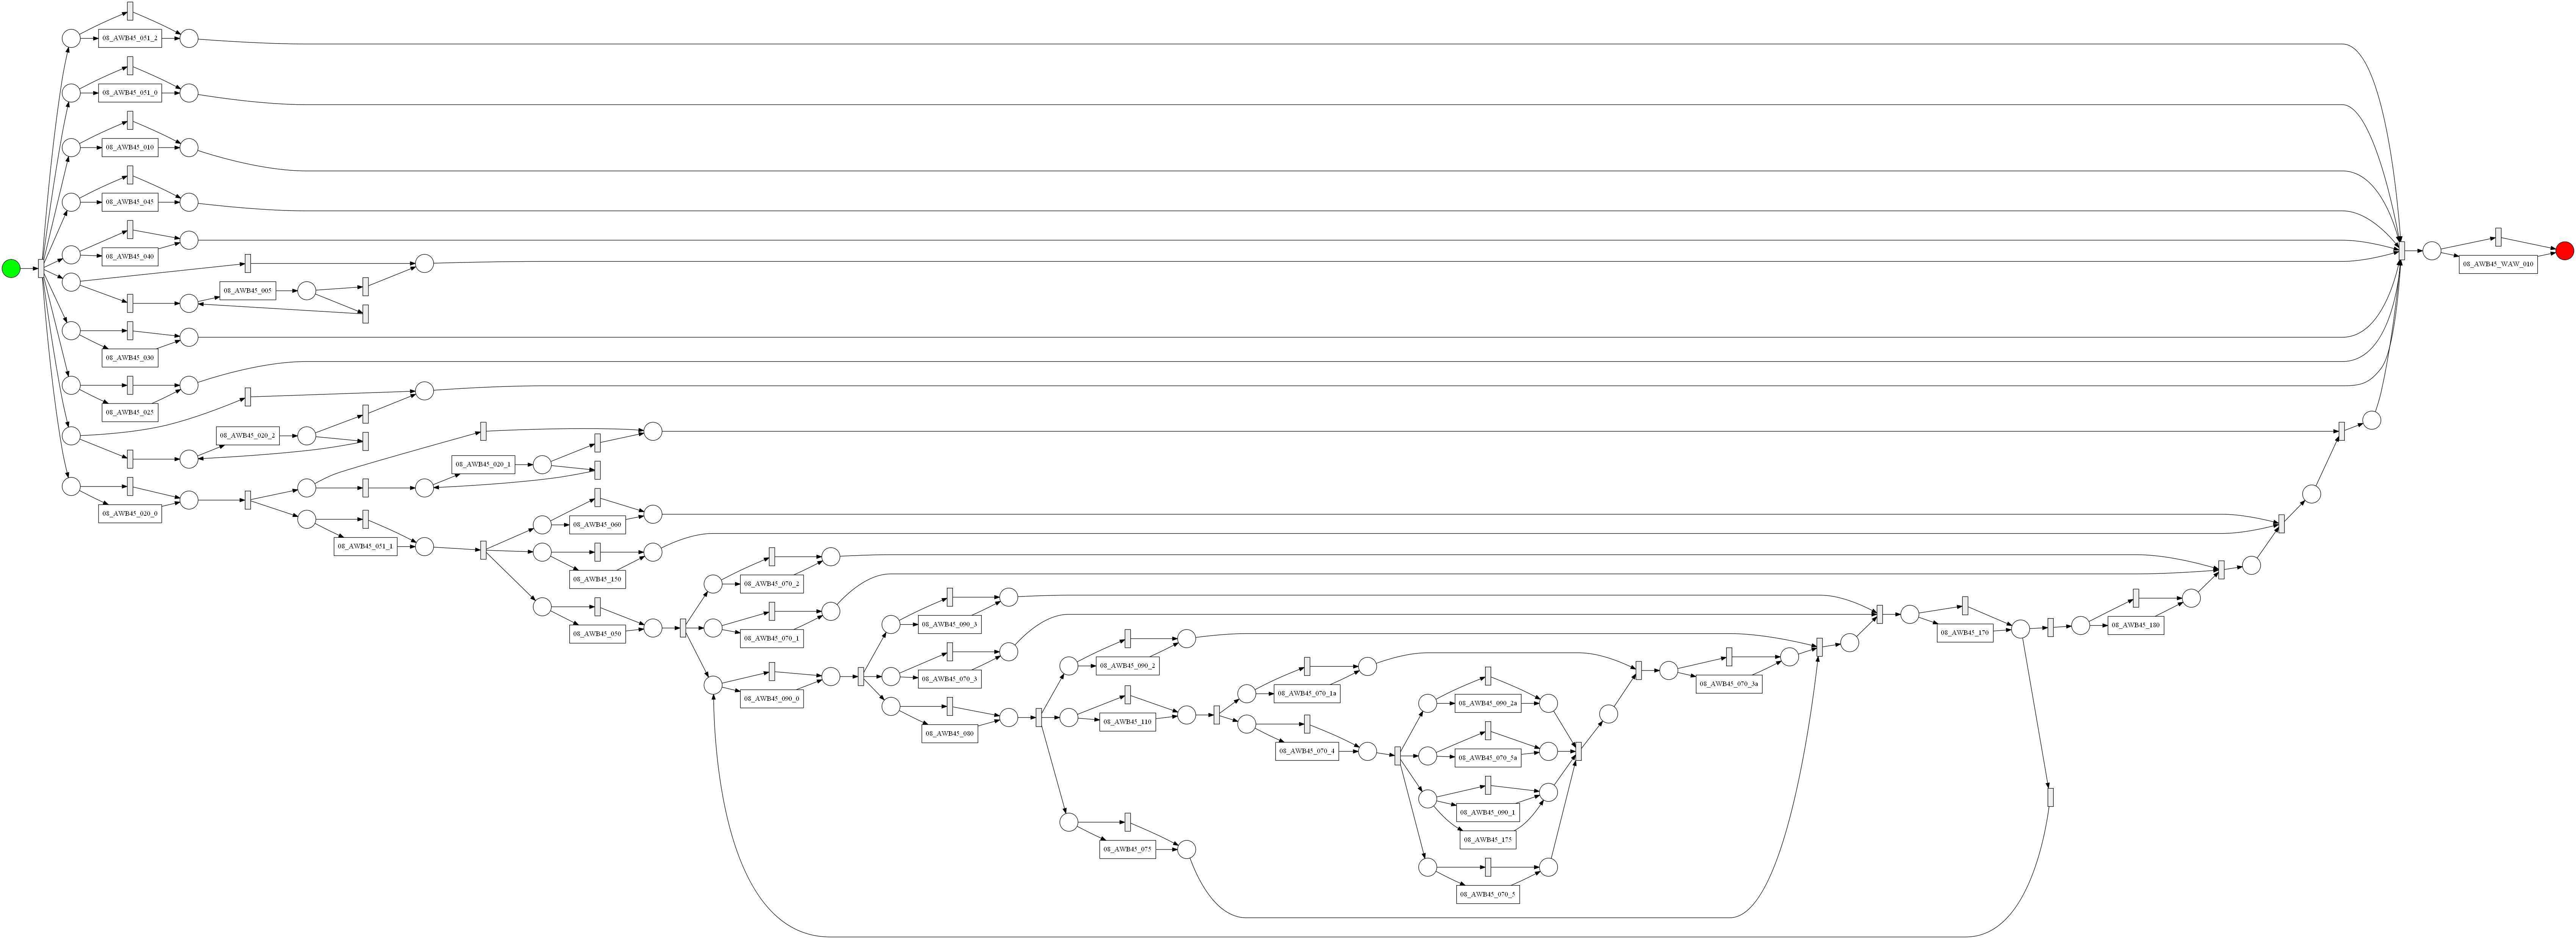 08_AWB45_051_2
08_AWB45_051_0
08_AWB45_010
08_AWB45_045
08_AWB45_040
08_AWB45_WAW_010
08_AWB45_005
08_AWB45_030
08_AWB45_025
08_AWB45_020_2
08_AWB45_020_1
08_AWB45_020_0
08_AWB45_060
08_AWB45_051_1
08_AWB45_150
08_AWB45_070_2
08_AWB45_050
08_AWB45_070_1
08_AWB45_090_3
08_AWB45_180
08_AWB45_170
08_AWB45_090_2
08_AWB45_070_3
08_AWB45_070_3a
08_AWB45_070_1a
08_AWB45_090_0
08_AWB45_090_2a
08_AWB45_110
08_AWB45_080
08_AWB45_070_4
08_AWB45_070_5a
08_AWB45_090_1
08_AWB45_175
08_AWB45_075
08_AWB45_070_5